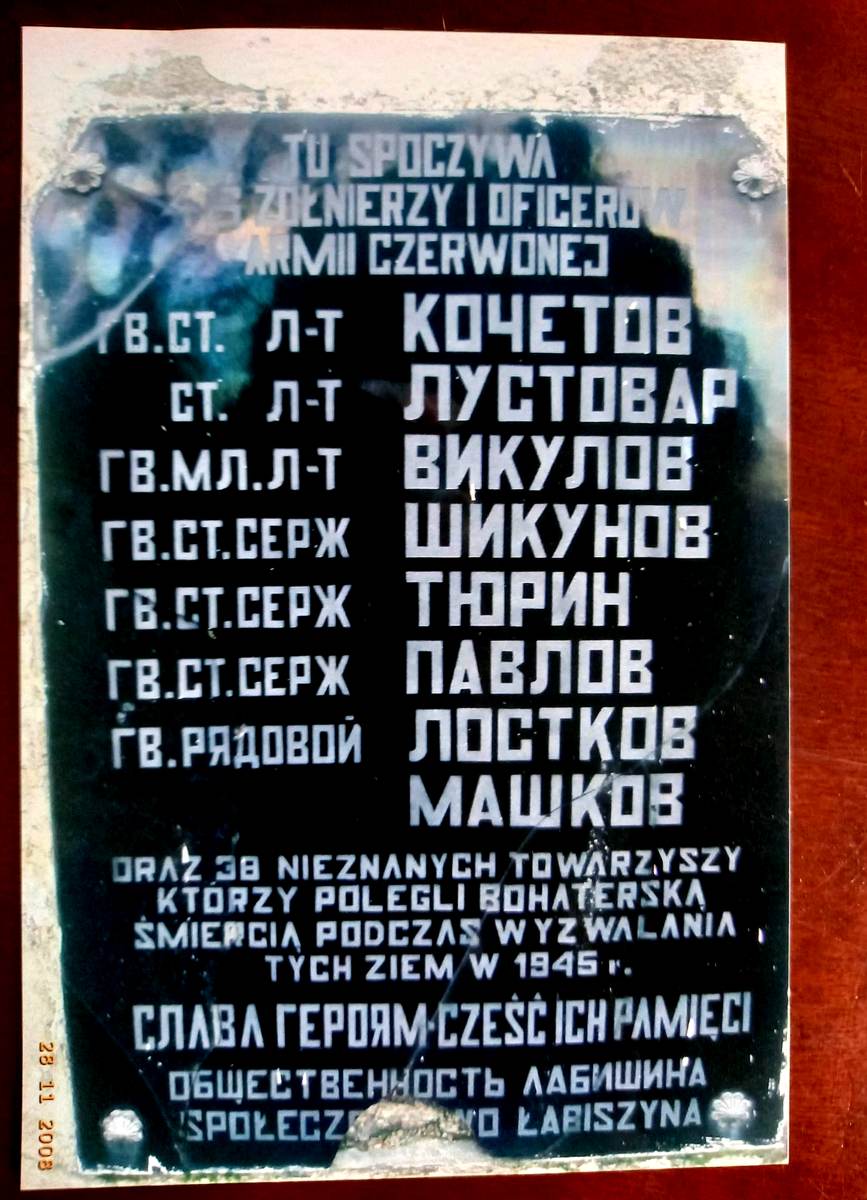 TU SPOCZYWA
ŻOŁNIERZY I OFICERÓW
ARMII CZERWONEJ
ГВ.СТ. Л-Т КОЧЕТОВ
СТ. Л-Т ЛУСТОВАР
ГВ.МЛ.Л-Т ВИКУЛОВ
ГВ.СТ.СЕРЖ ШИКУНОВ
ГВ.СТ.СЕРЖ ТЮРИН
ГВ.СТ.СЕРЖ ПАВЛОВ
ГВ.РЯДОВОЙ ЛОСТКОВ
МАШКОВ
ORAZ 38 NIEZNANYCH TOWARZYSZY
KTÓRZY POLEGLI BOHATERSKĄ
ŚMIERCIĄ PODCZAS WYZWALANIA
TYCH ZIEM W 1945 r.
СЛАВА ГЕРОЯМ·CZEŚĆ ICH PAMIĘCI
ОБЩЕСТВЕННОСТЬ ЛАБИШИНА
ŁABISZYNA
28 11 2008